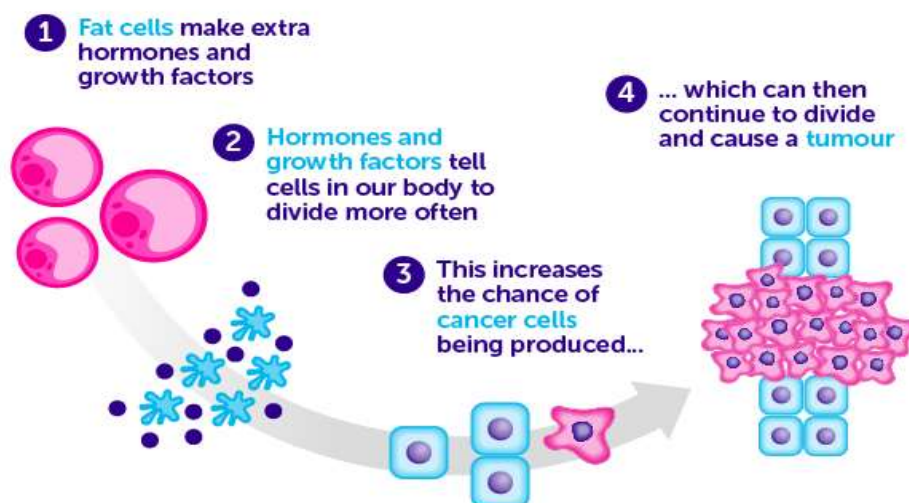 1 Fat cells make extra
hormones and
growth factors
2 Hormones and
growth factors tell
cells in our body to
divide more often
3 This increases
the chance of
cancer cells
being produced...
4 ... which can then
continue to divide
and cause a tumour